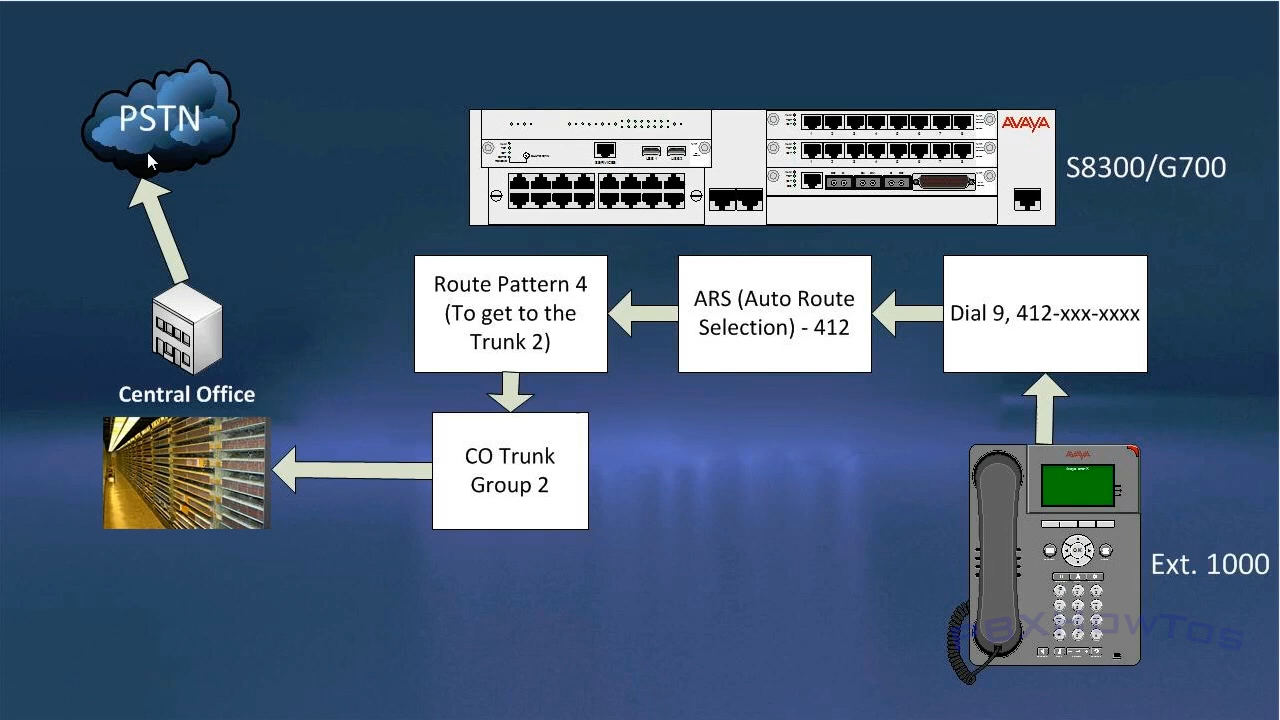 PSTN
AVAYA
S8300/G700
Route Pattern 4
(To get to the
Trunk 2)
ARS (Auto Route
Selection) - 412
Dial 9, 412-xxx-xxxx
Central Office
CO Trunk
Group 2
AVAYA
Ext. 1000
PBXHowTos